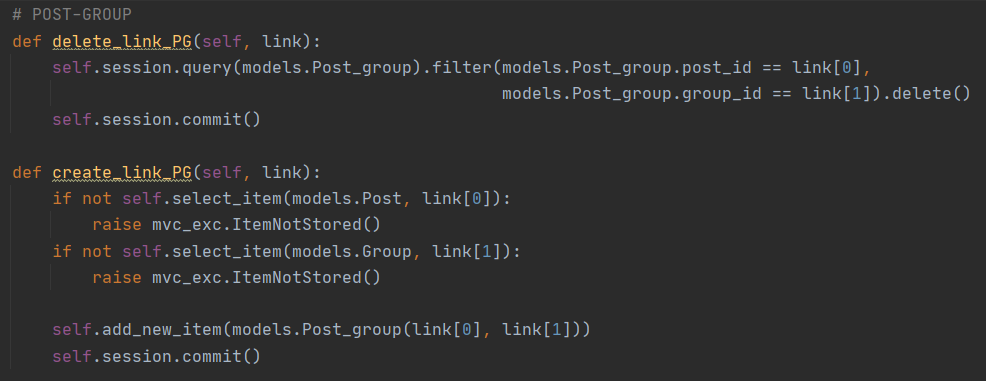 # POST-GROUP
def delete_link_PG(self, link):
    self.session.query(models.Post_group).filter(models.Post_group.post_id == link[0],
                                                 models.Post_group.group_id == link[1]).delete()
    self.session.commit()

def create_link_PG(self, link):
    if not self.select_item(models.Post, link[0]):
        raise mvc_exc.ItemNotStored()
    if not self.select_item(models.Group, link[1]):
        raise mvc_exc.ItemNotStored()

    self.add_new_item(models.Post_group(link[0], link[1]))
    self.session.commit()